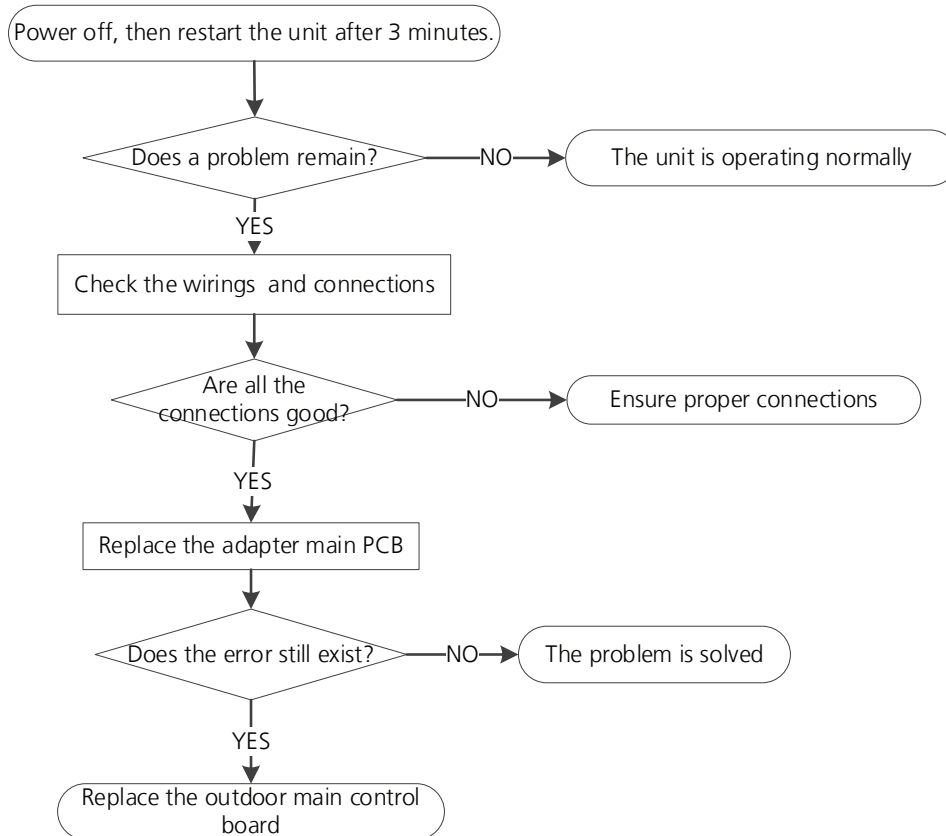 Power off, then restart the unit after 3 minutes.
Does a problem remain?
NO
The unit is operating normally
YES
Check the wirings and connections
Are all the
connections good?
NO
Ensure proper connections
YES
Replace the adapter main PCB
Does the error still exist?
NO
The problem is solved
YES
Replace the outdoor main control
board